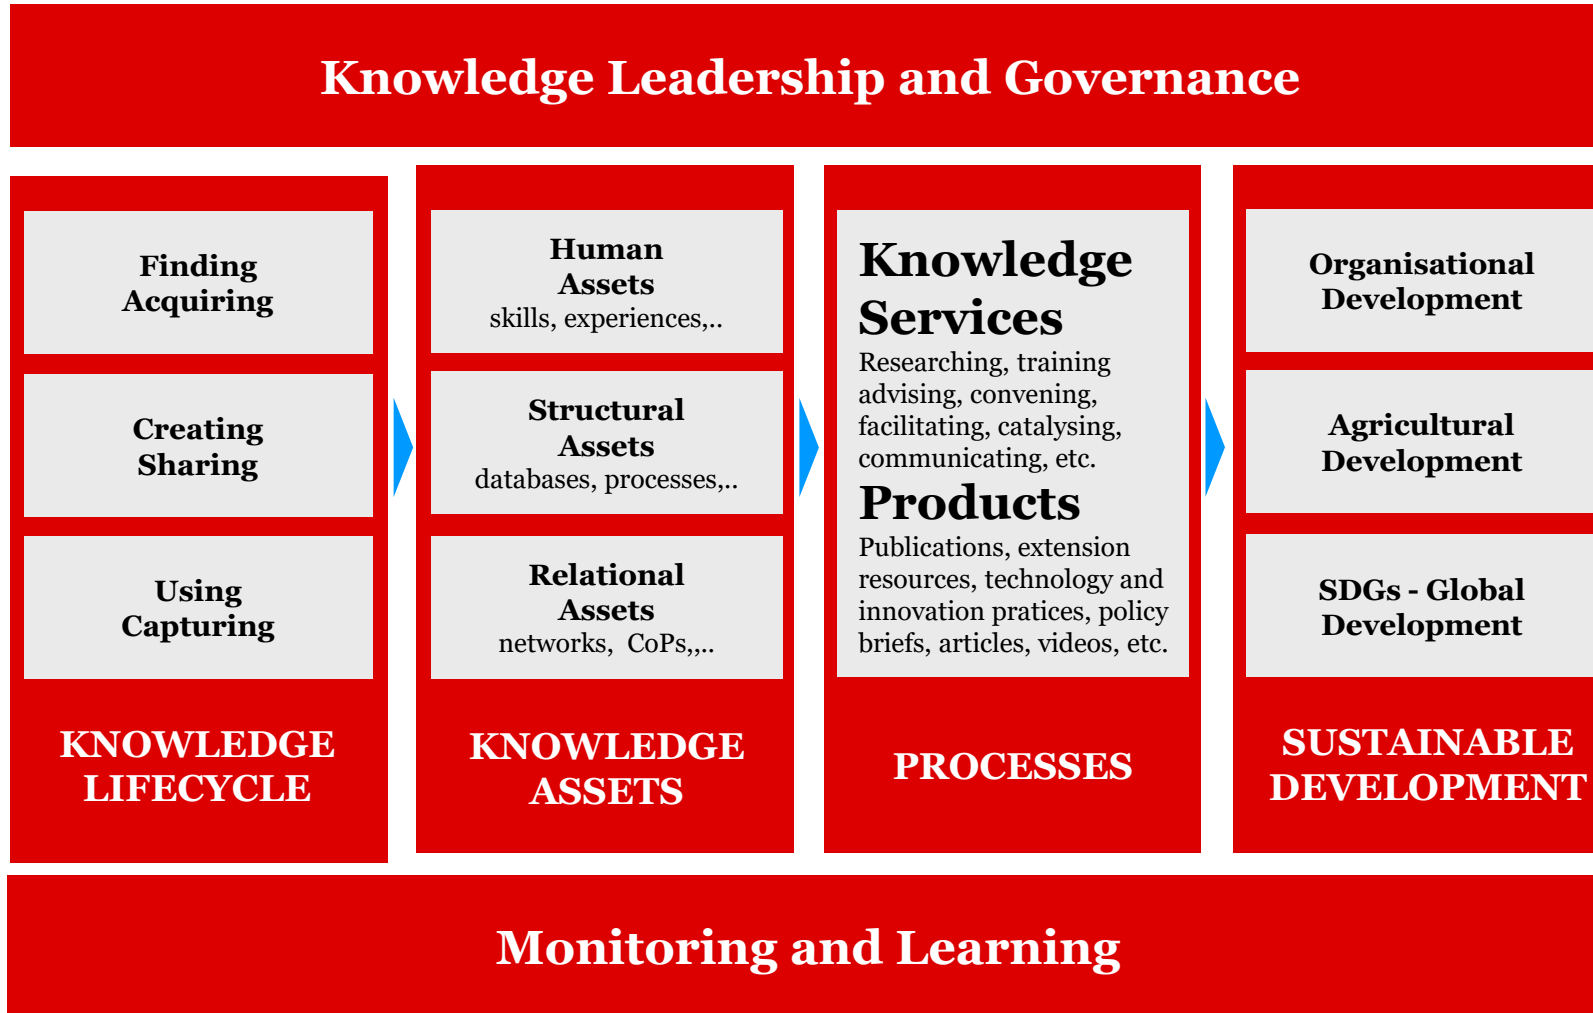 Knowledge Leadership and Governance
Finding
Acquiring
Creating
Sharing
Using
Capturing
KNOWLEDGE
LIFECYCLE
Human
Assets
skills, experiences,..
Structural
Assets
databases, processes,..
Relational
Assets
networks,  CoPs,,..
KNOWLEDGE
ASSETS
Knowledge
Services
Researching, training
advising, convening,
facilitating, catalysing,
communicating, etc.
Products
Publications, extension
resources, technology and
innovation pratices, policy
briefs, articles, videos, etc.
PROCESSES
Organisational
Development
Agricultural
Development
SDGs - Global
Development
SUSTAINABLE
DEVELOPMENT
Monitoring and Learning